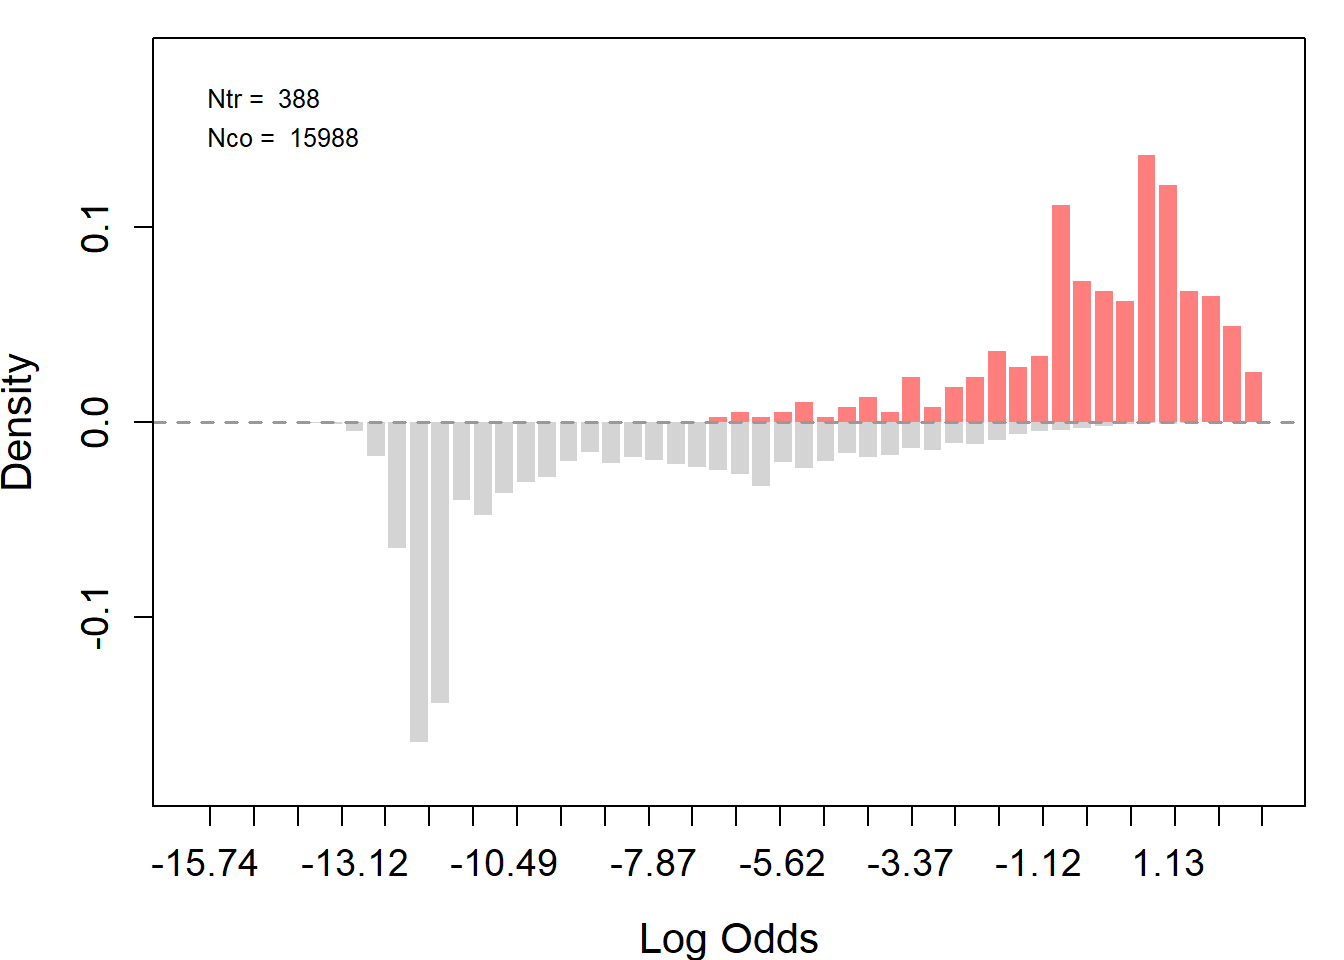 Ntr = 388
Nco = 15988
Density
0.1
0.0
-0.1
-15.74 -13.12 -10.49 -7.87 -5.62 -3.37 -1.12 1.13
Log Odds